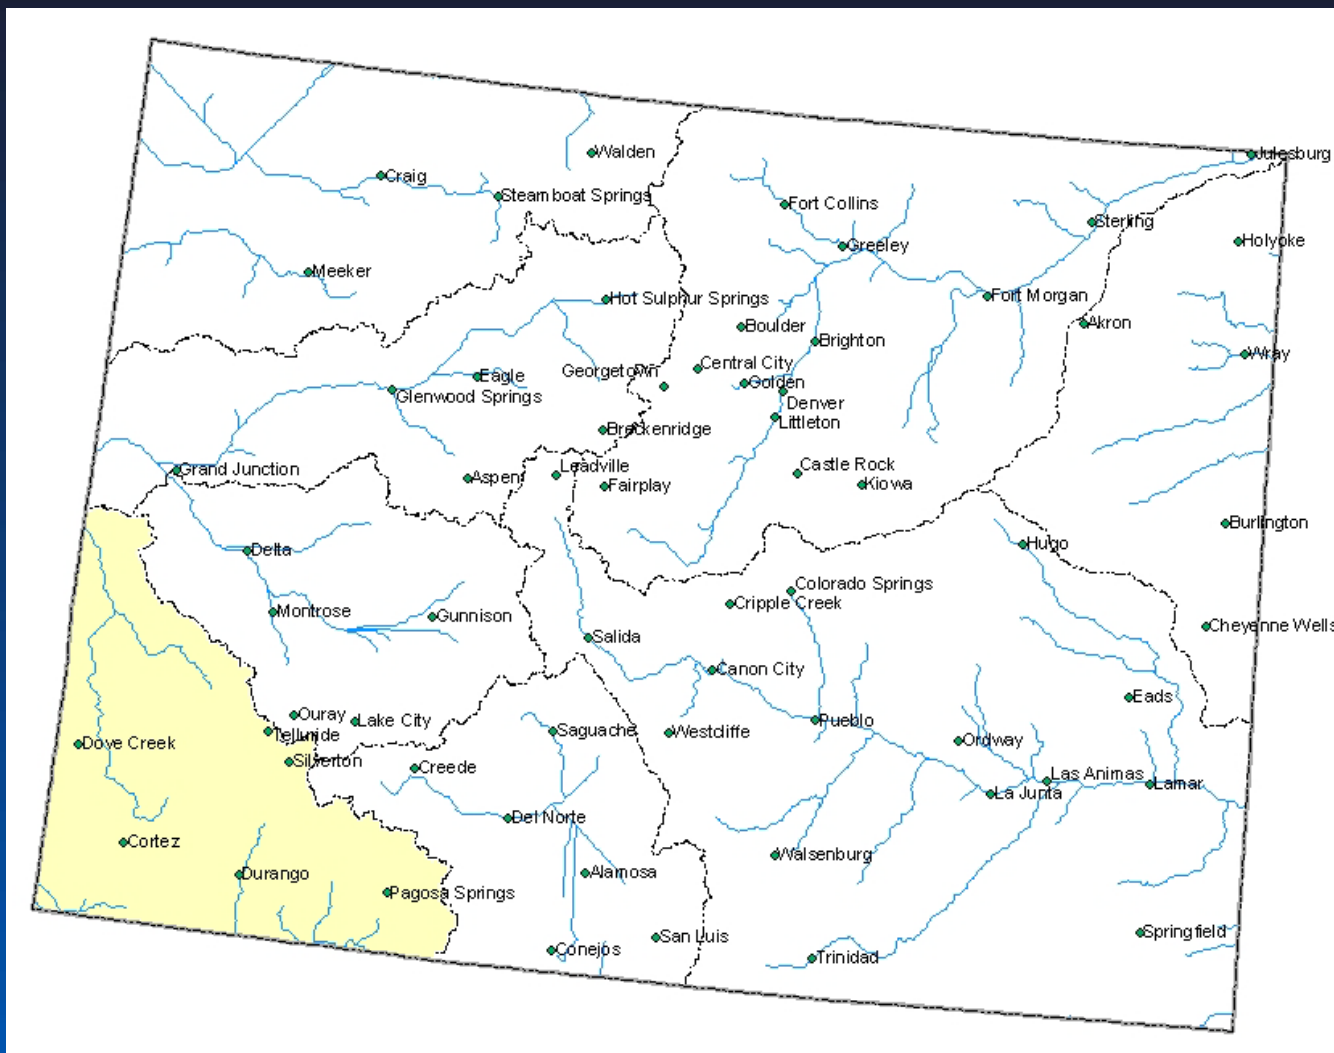 Julesburg
Walden
Craig
Steamboat Springs
Fort Collins
Sterling
Holyoke
Greeley
Meeker
Hot Sulphur Springs
Fort Morgan
Boulder
Akron
Brighton
Wray
Central City
Georgetown
Eagle
Golden
Glenwood Springs
Denver
Littleton
Breckenridge
Grand Junction
Leadville
Castle Rock
Aspen
Fairplay
Kiowa
Burlington
Delta
Hugo
Colorado Springs
Cripple Creek
Montrose
Gunnison
Cheyenne Wells
Salida
Canon City
Eads
Ouray
Lake City
Pueblo
Telluride
Saguache
Westcliffe
Ordway
Dove Creek
Silverton
Creede
Las Animas
Lamar
La Junta
Del Norte
Cortez
Walsenburg
Durango
Alamosa
Pagosa Springs
San Luis
Springfield
Conejos
Trinidad